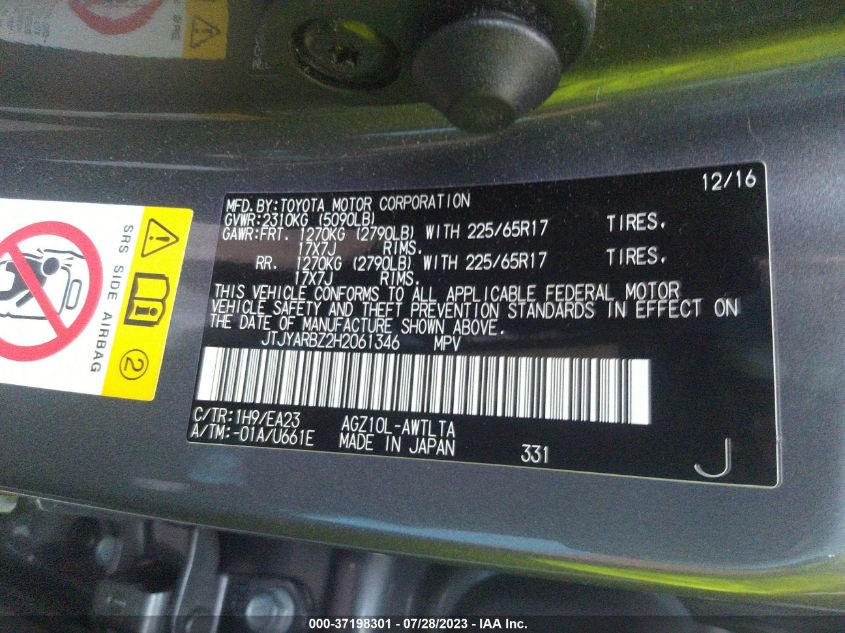 12/16
MFD.BY:TOYOTA MOTOR CORPORATION
GVWR:2310KG (5090LB)
GAWR:FRT. 1270KG (2790LB) WITH 225/65R17 TIRES.
17X7J RIMS.
RR. 1270KG (2790LB) WITH 225/65R17 TIRES.
17X7J RIMS.
THIS VEHICLE CONFORMS TO ALL APPLICABLE FEDERAL MOTOR
VEHICLE SAFETY AND THEFT PREVENTION STANDARDS IN EFFECT ON
THE DATE OF MANUFACTURE SHOWN ABOVE.
JTJYARBZ2H2061346 MPV
C/TR:1H9/EA23 AGZ10L-AWTLTA
A/TM:-01A/U661E MADE IN JAPAN 331 J
SRS SIDE AIRBAG
2
000-37198301 - 07/28/2023 - IAA Inc.